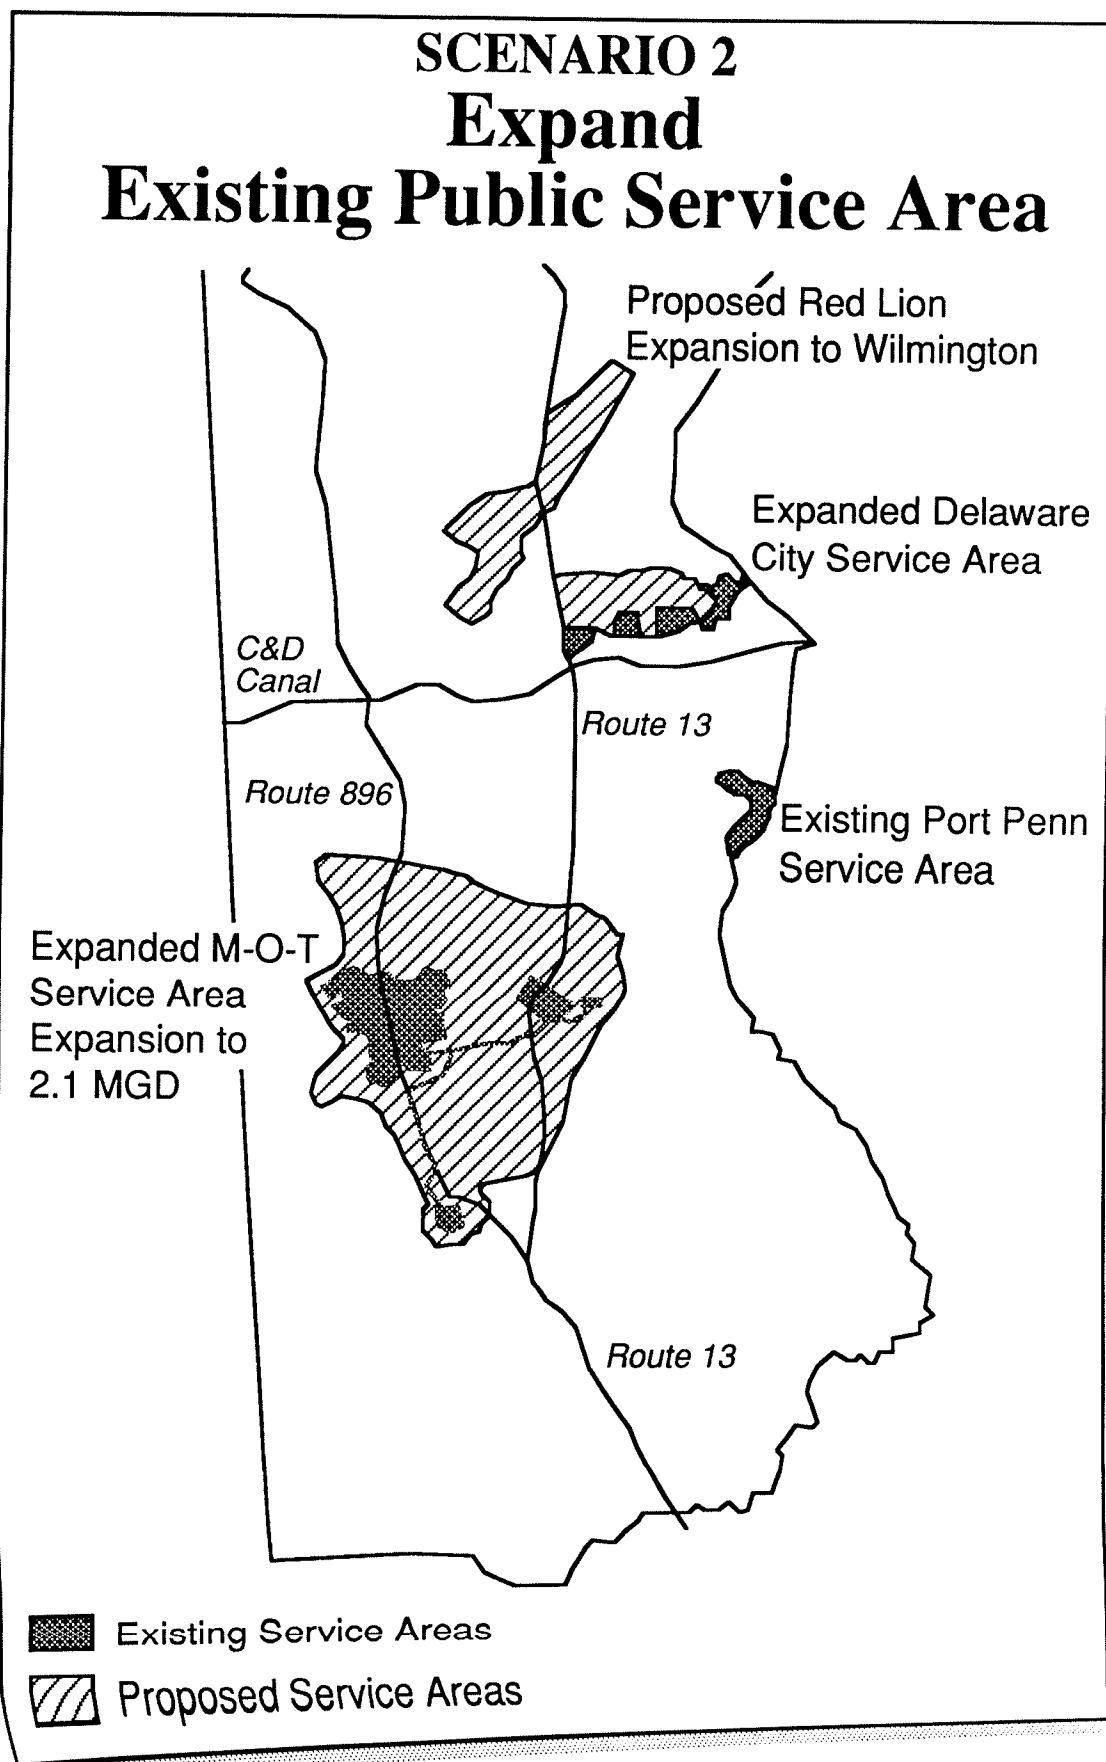 SCENARIO 2
Expand
Existing Public Service Area
Proposed Red Lion
Expansion to Wilmington
Expanded Delaware
City Service Area
C&D
Canal
Route 13
Route 896
Existing Port Penn
Service Area
Expanded M-O-T
Service Area
Expansion to
2.1 MGD
Route 13
Existing Service Areas
Proposed Service Areas